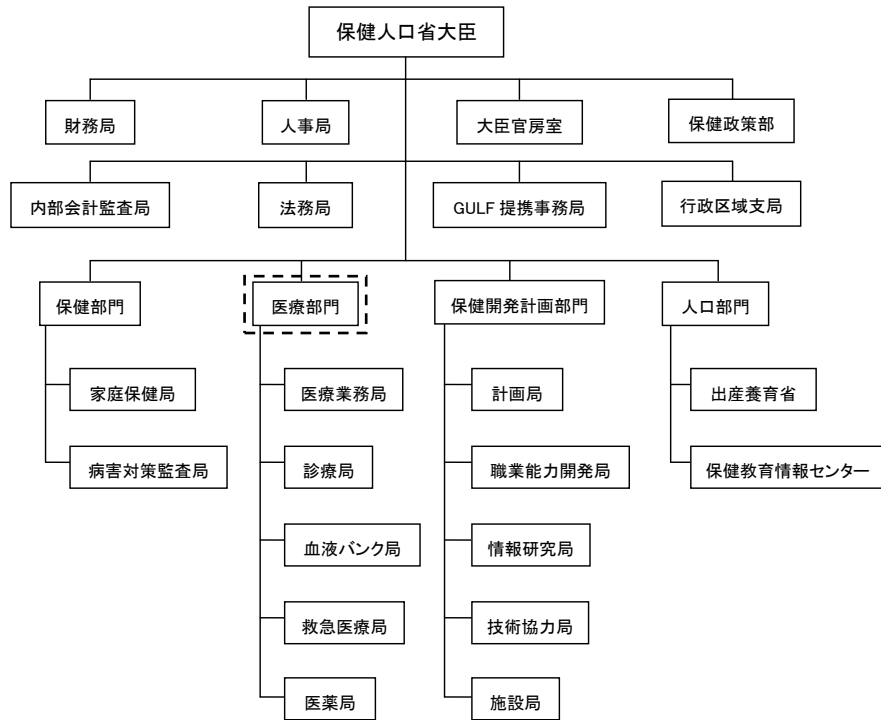 保健人口省大臣
財務局
人事局
大臣官房室
保健政策部
内部会計監査局
法務局
GULF 提携事務局
行政区域支局
保健部門
医療部門
保健開発計画部門
人口部門
家庭保健局
医療業務局
計画局
出産養育省
病害対策監査局
診療局
職業能力開発局
保健教育情報センター
血液バンク局
情報研究局
救急医療局
技術協力局
医薬局
施設局